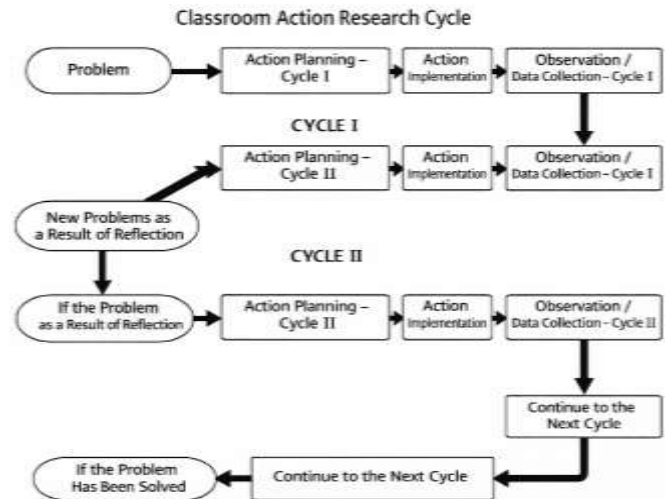 Classroom Action Research Cycle
Problem
Action Planning –
Cycle I
Action
Implementation
Observation /
Data Collection – Cycle I
CYCLE I
Action Planning –
Cycle II
Action
Implementation
Observation /
Data Collection – Cycle I
New Problems as
a Result of Reflection
CYCLE II
If the Problem
as a Result of Reflection
Action Planning –
Cycle II
Action
Implementation
Observation /
Data Collection – Cycle II
Continue to the
Next Cycle
If the Problem
Has Been Solved
Continue to the Next Cycle